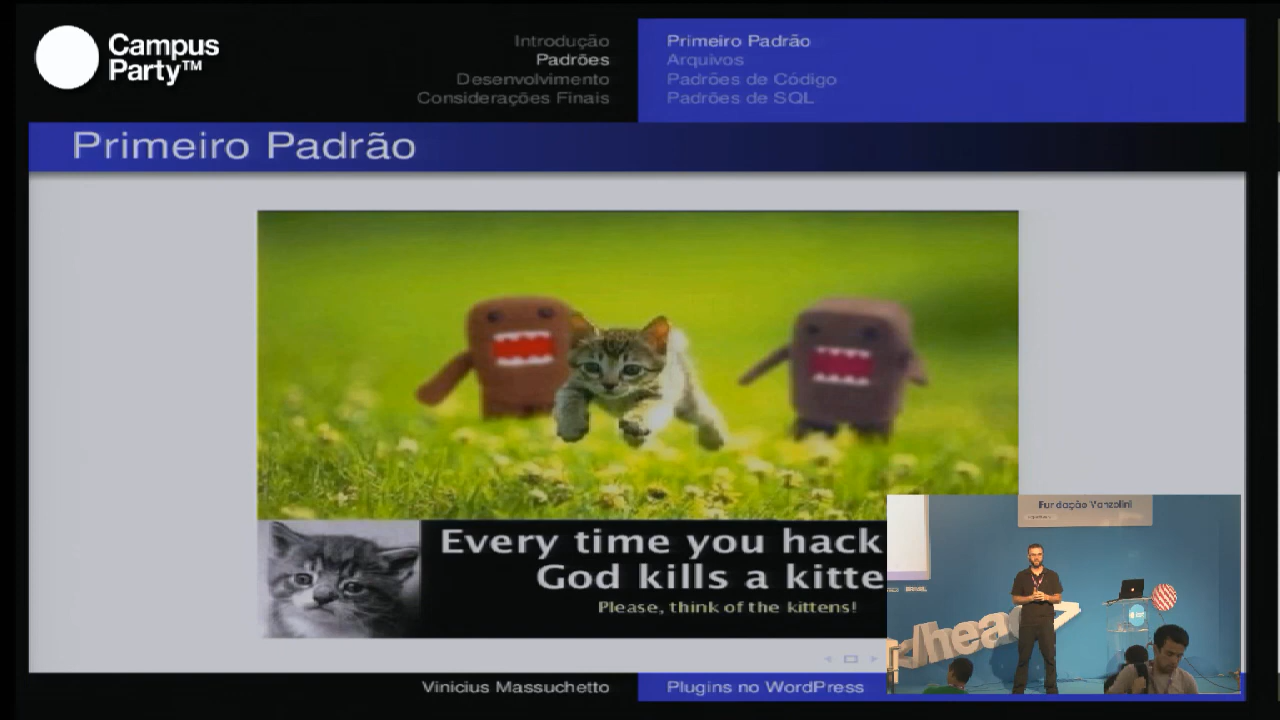 Campus
Party™
Introdução
Padrões
Desenvolvimento
Considerações Finais
Primeiro Padrão
Arquivos
Padrões de Código
Padrões de SQL
Primeiro Padrão
Every time you hack
God kills a kitte
Please, think of the kittens!
Fundação Vanzolini
/hea
Vinicius Massuchetto
Plugins no WordPress